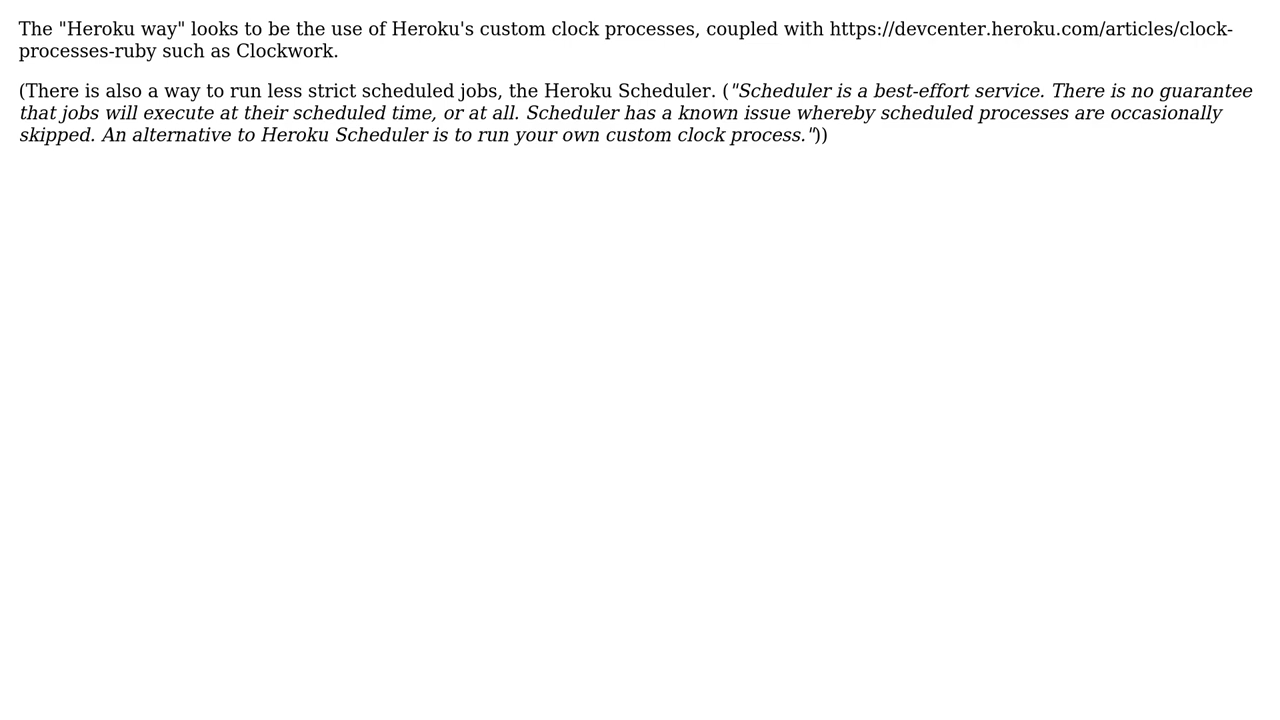 The "Heroku way" looks to be the use of Heroku's custom clock processes, coupled with https://devcenter.heroku.com/articles/clock-
processes-ruby such as Clockwork.
(There is also a way to run less strict scheduled jobs, the Heroku Scheduler. ("Scheduler is a best-effort service. There is no guarantee
that jobs will execute at their scheduled time, or at all. Scheduler has a known issue whereby scheduled processes are occasionally
skipped. An alternative to Heroku Scheduler is to run your own custom clock process."))